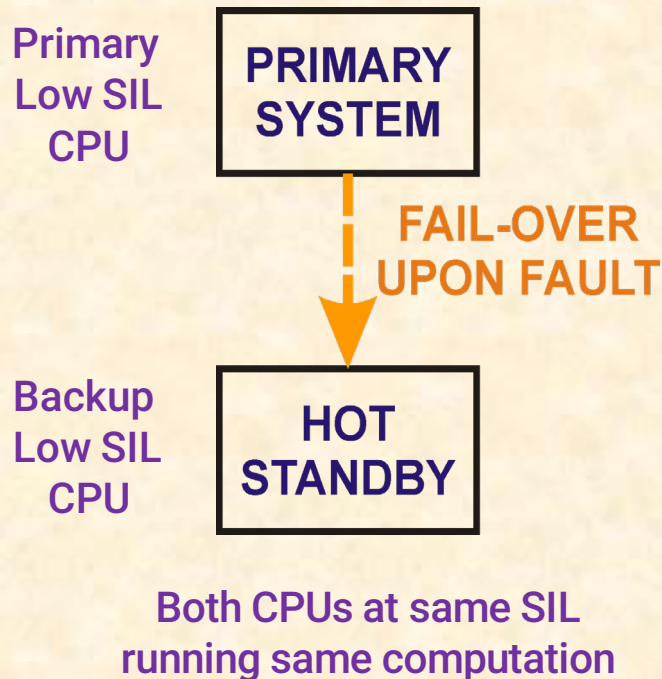 Primary
Low SIL
CPU
PRIMARY
SYSTEM
FAIL-OVER
UPON FAULT
Backup
Low SIL
CPU
HOT
STANDBY
Both CPUs at same SIL
running same computation